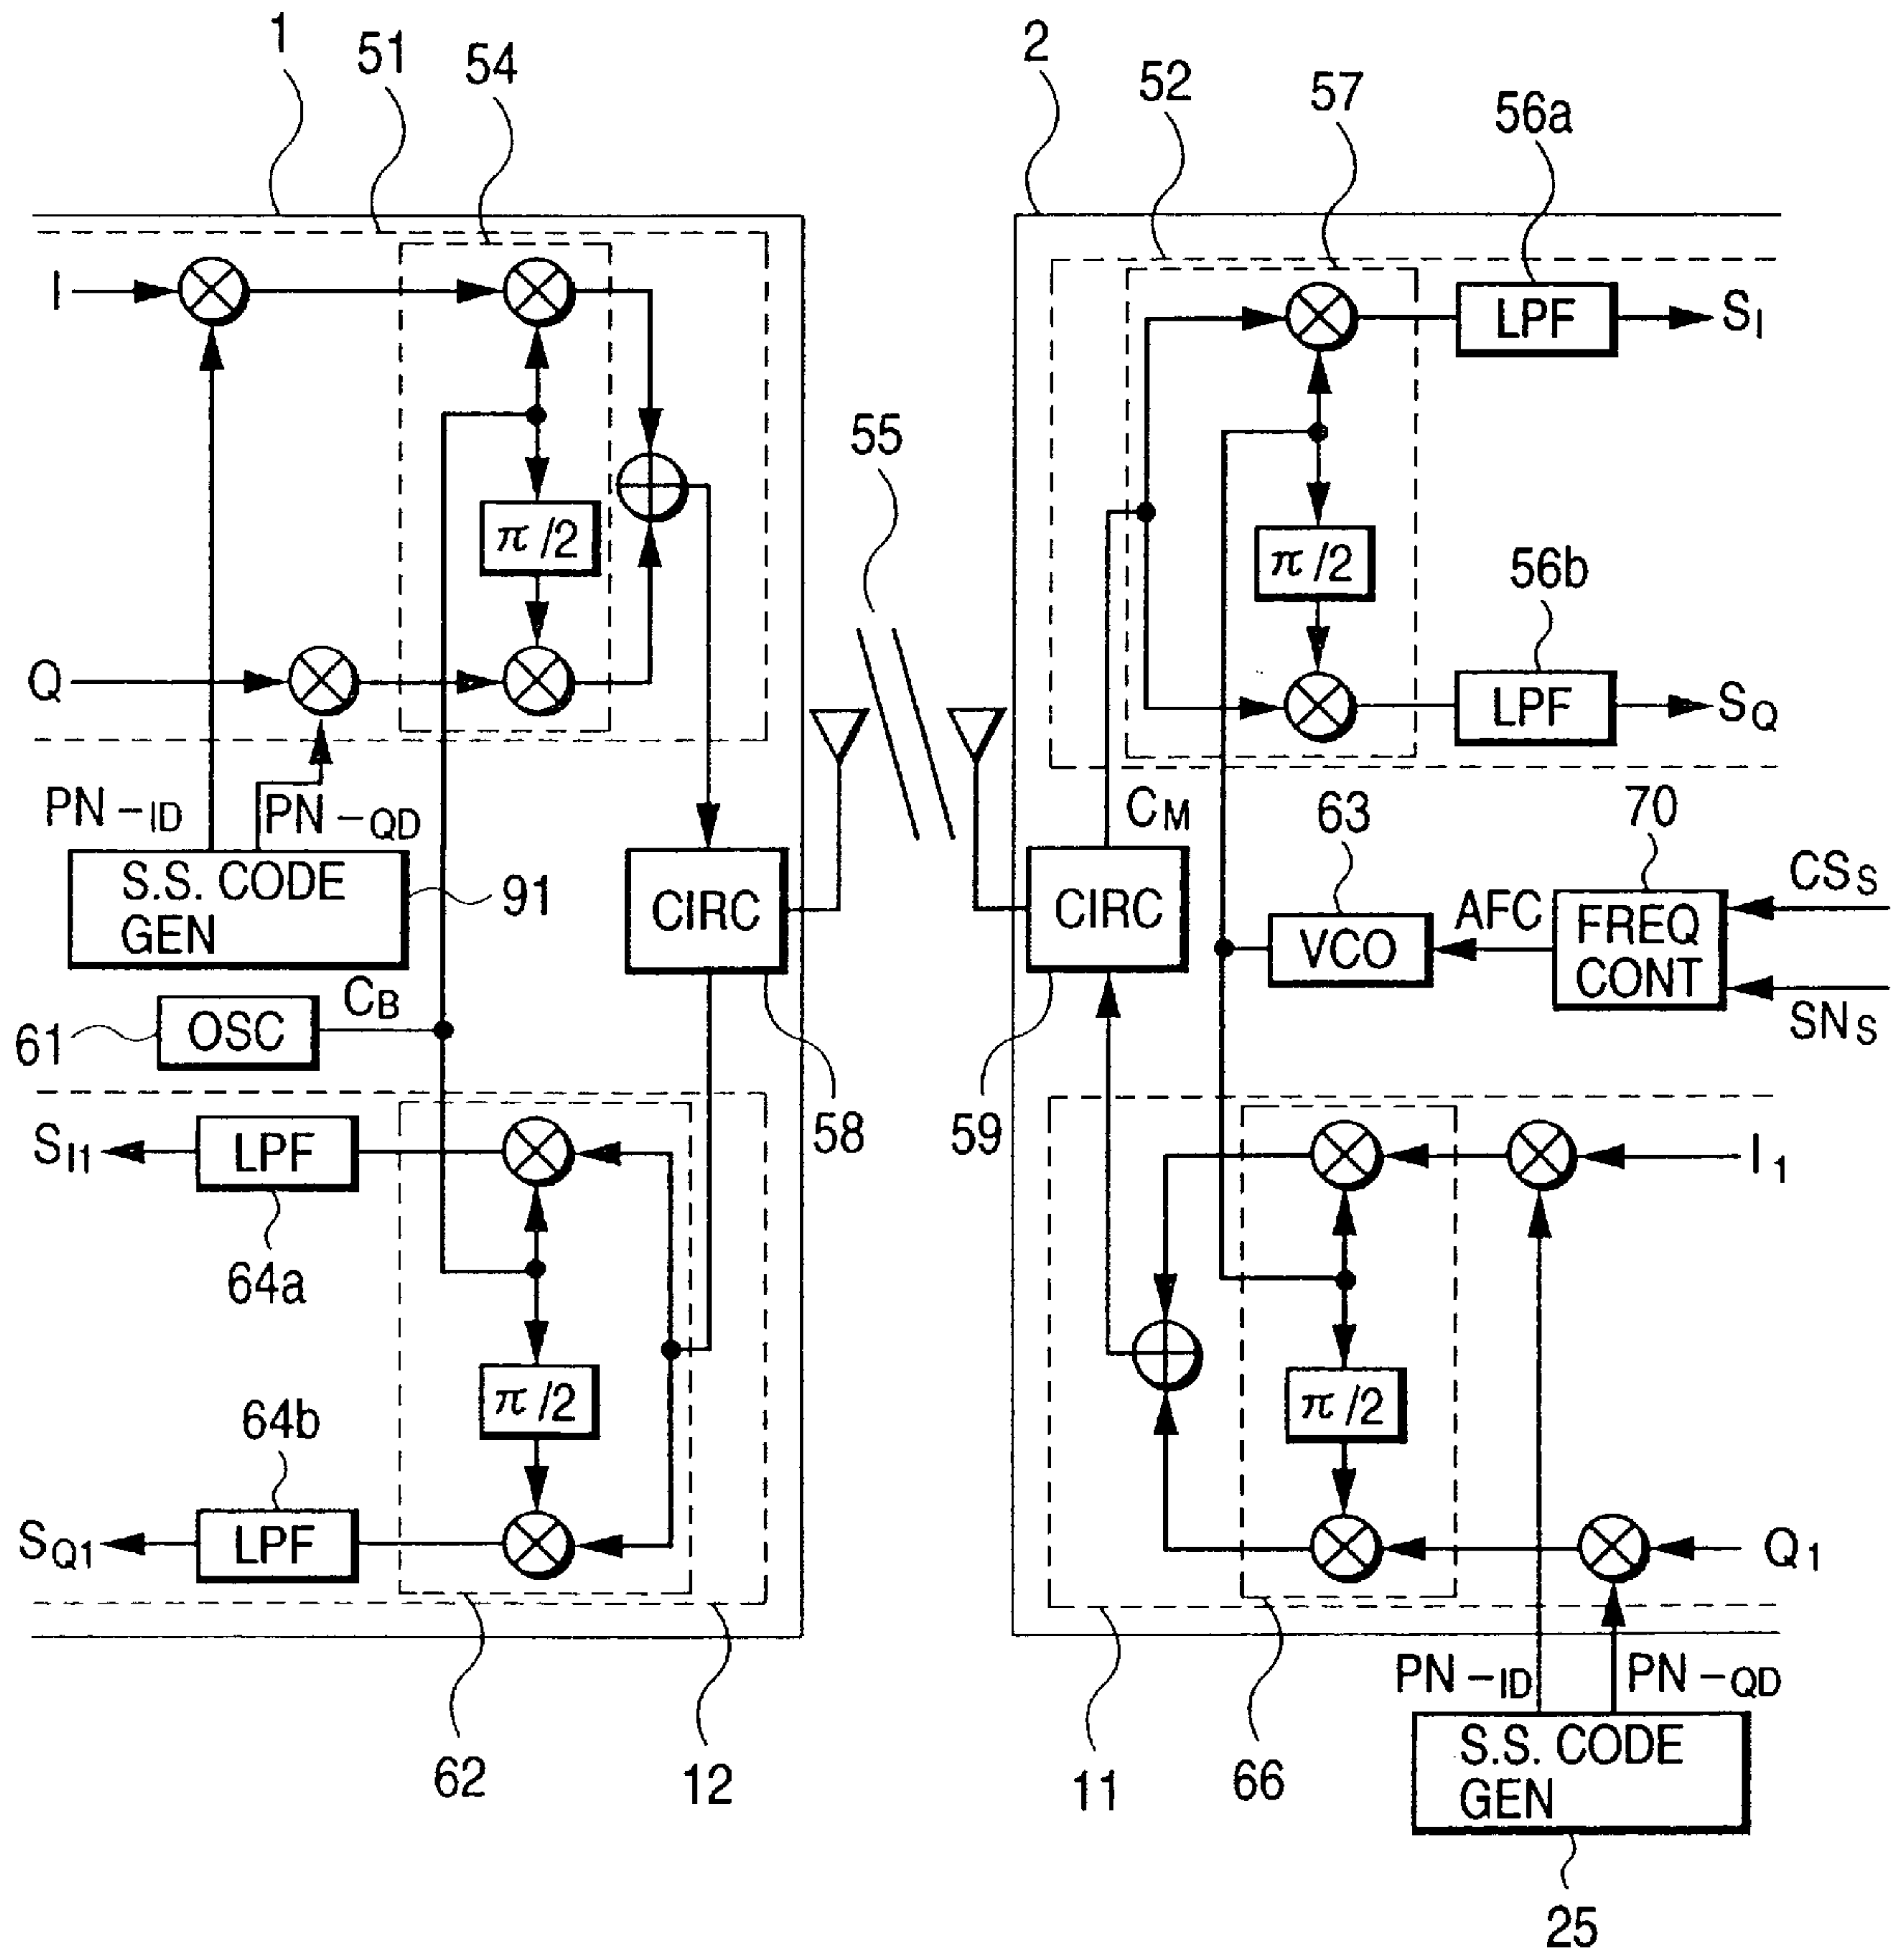 1
51
54
2
52
57
56a
I
LPF
S_I
55
π/2
π/2
56b
Q
LPF
S_Q
PN-ID
PN-QD
C_M
63
70
S.S. CODE
GEN
91
CIRC
CIRC
VCO
AFC
FREQ
CONT
CS_S
SN_S
C_B
61
OSC
58
59
S_I1
LPF
I_1
64a
π/2
π/2
64b
S_Q1
LPF
Q_1
62
12
11
66
PN-ID
PN-QD
S.S. CODE
GEN
25